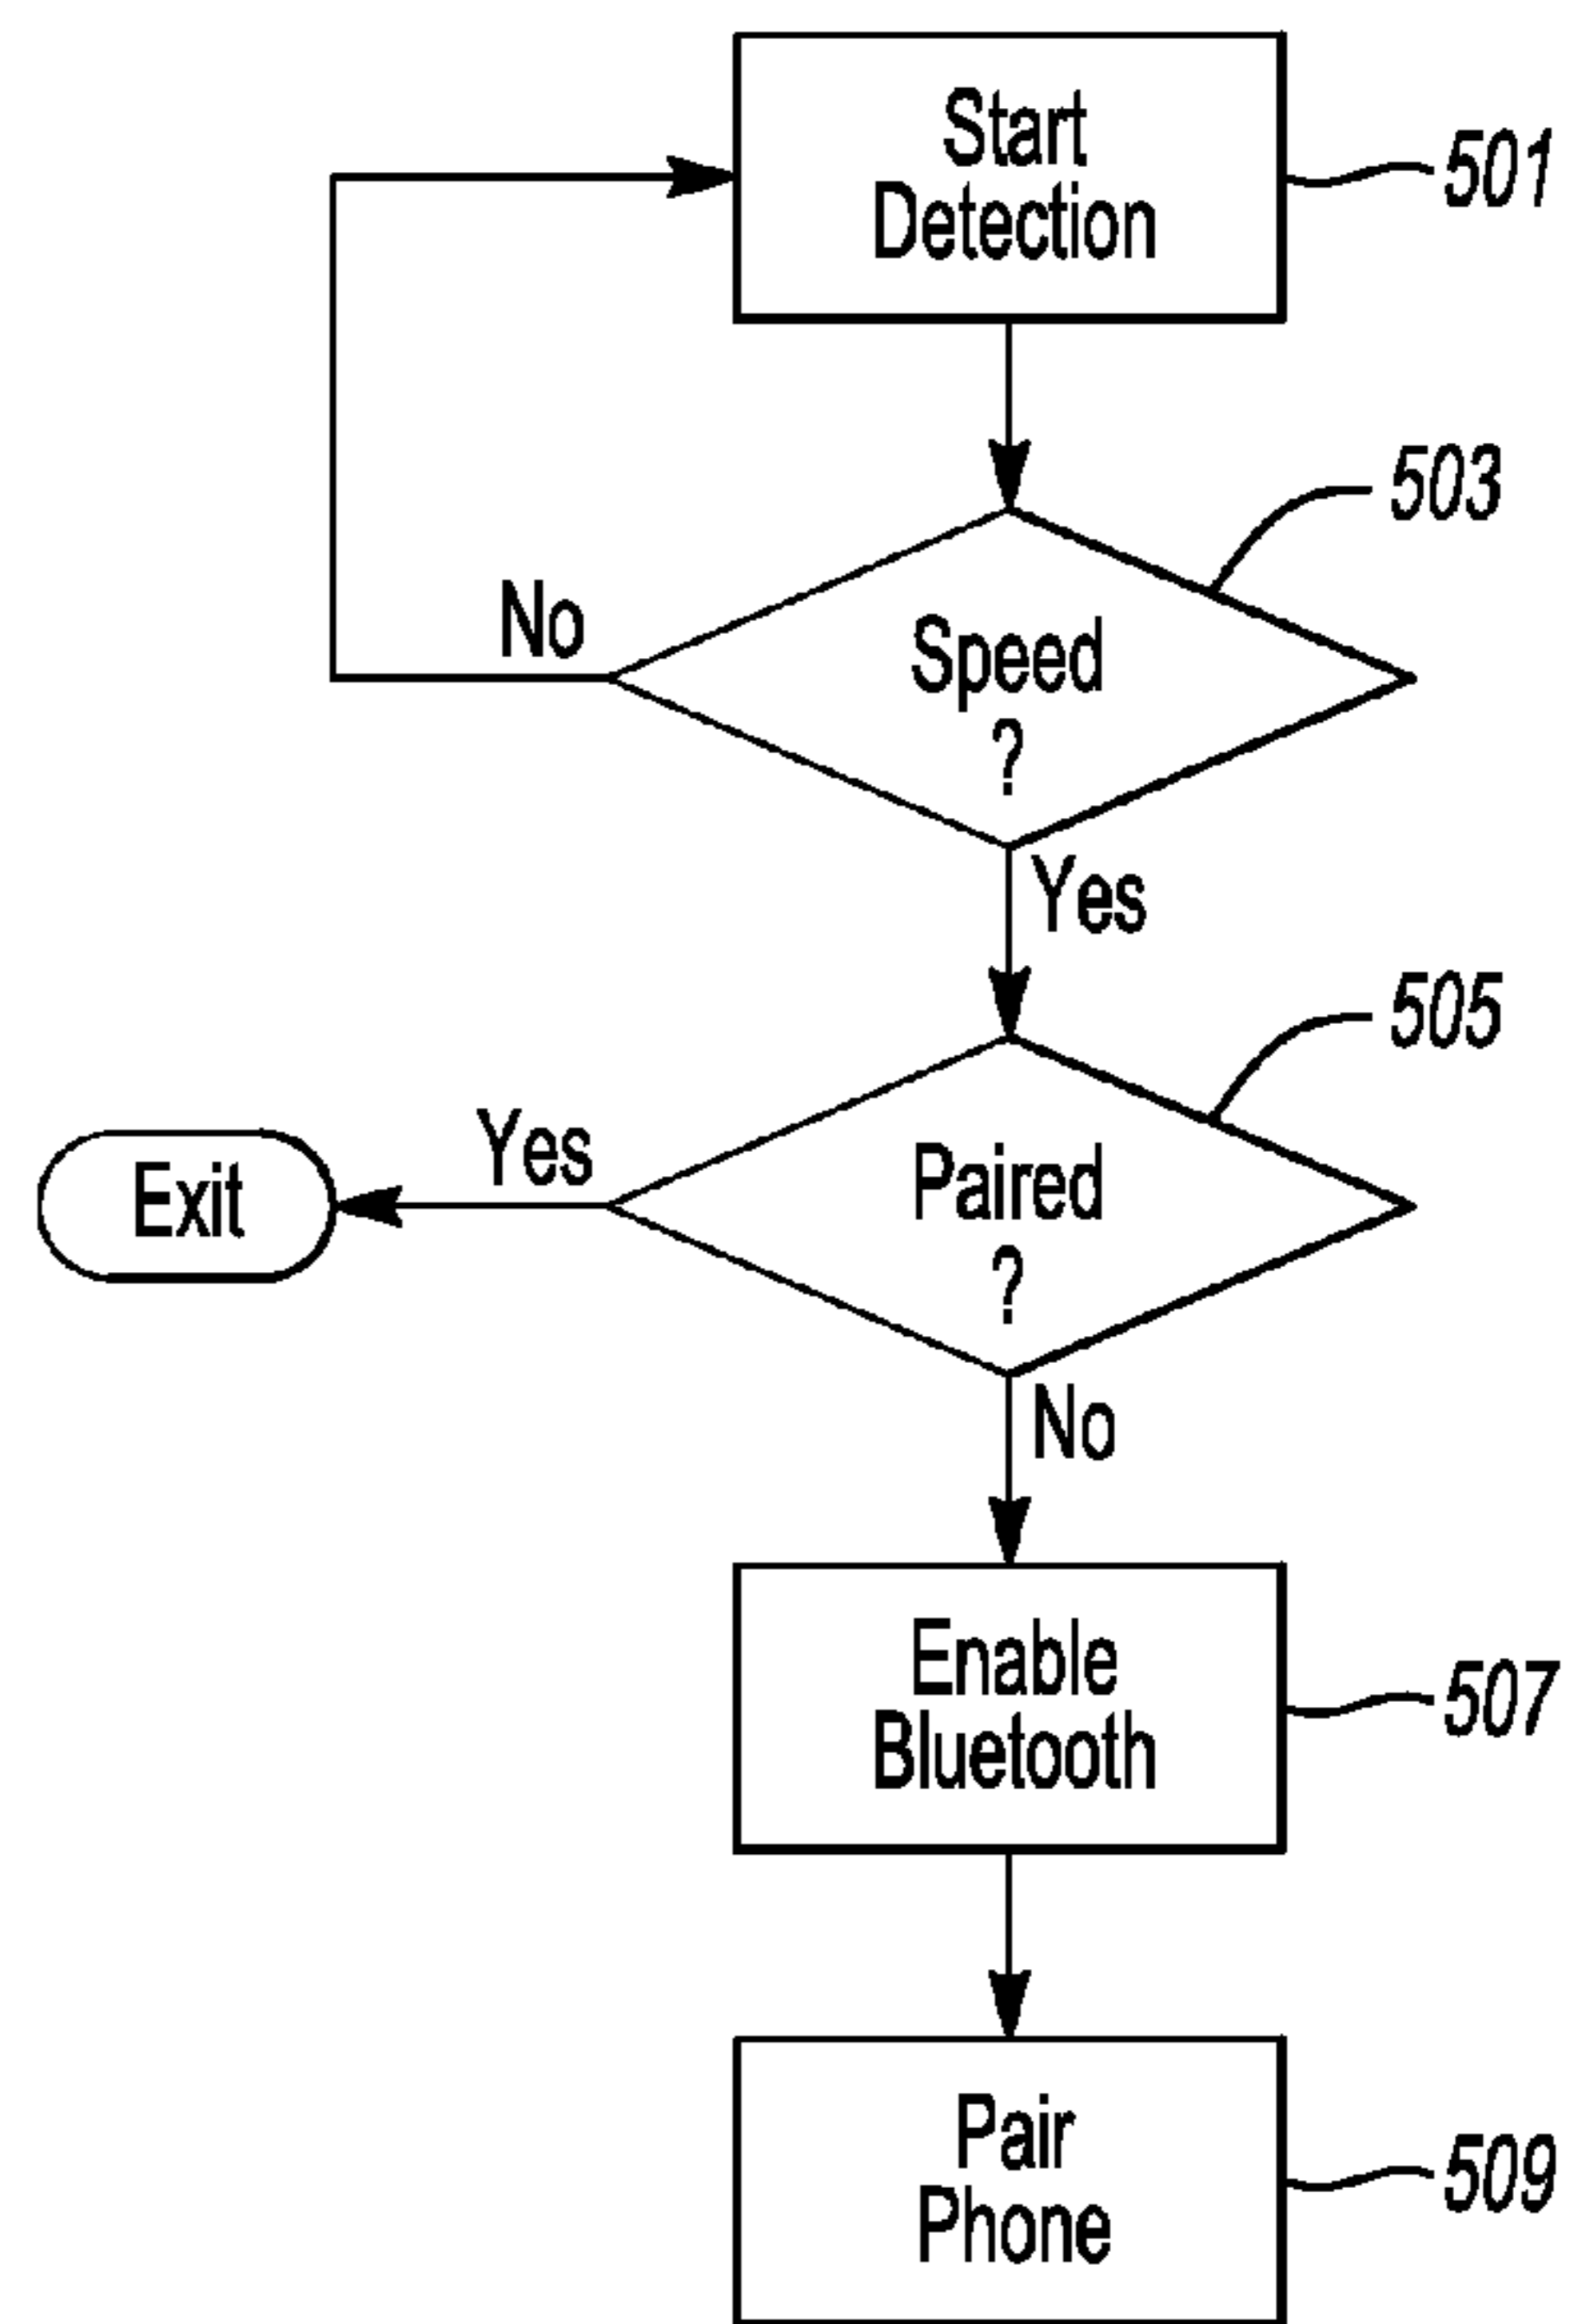 Start
Detection
501
503
No
Speed
?
Yes
505
Yes
Exit
Paired
?
No
Enable
Bluetooth
507
Pair
Phone
509